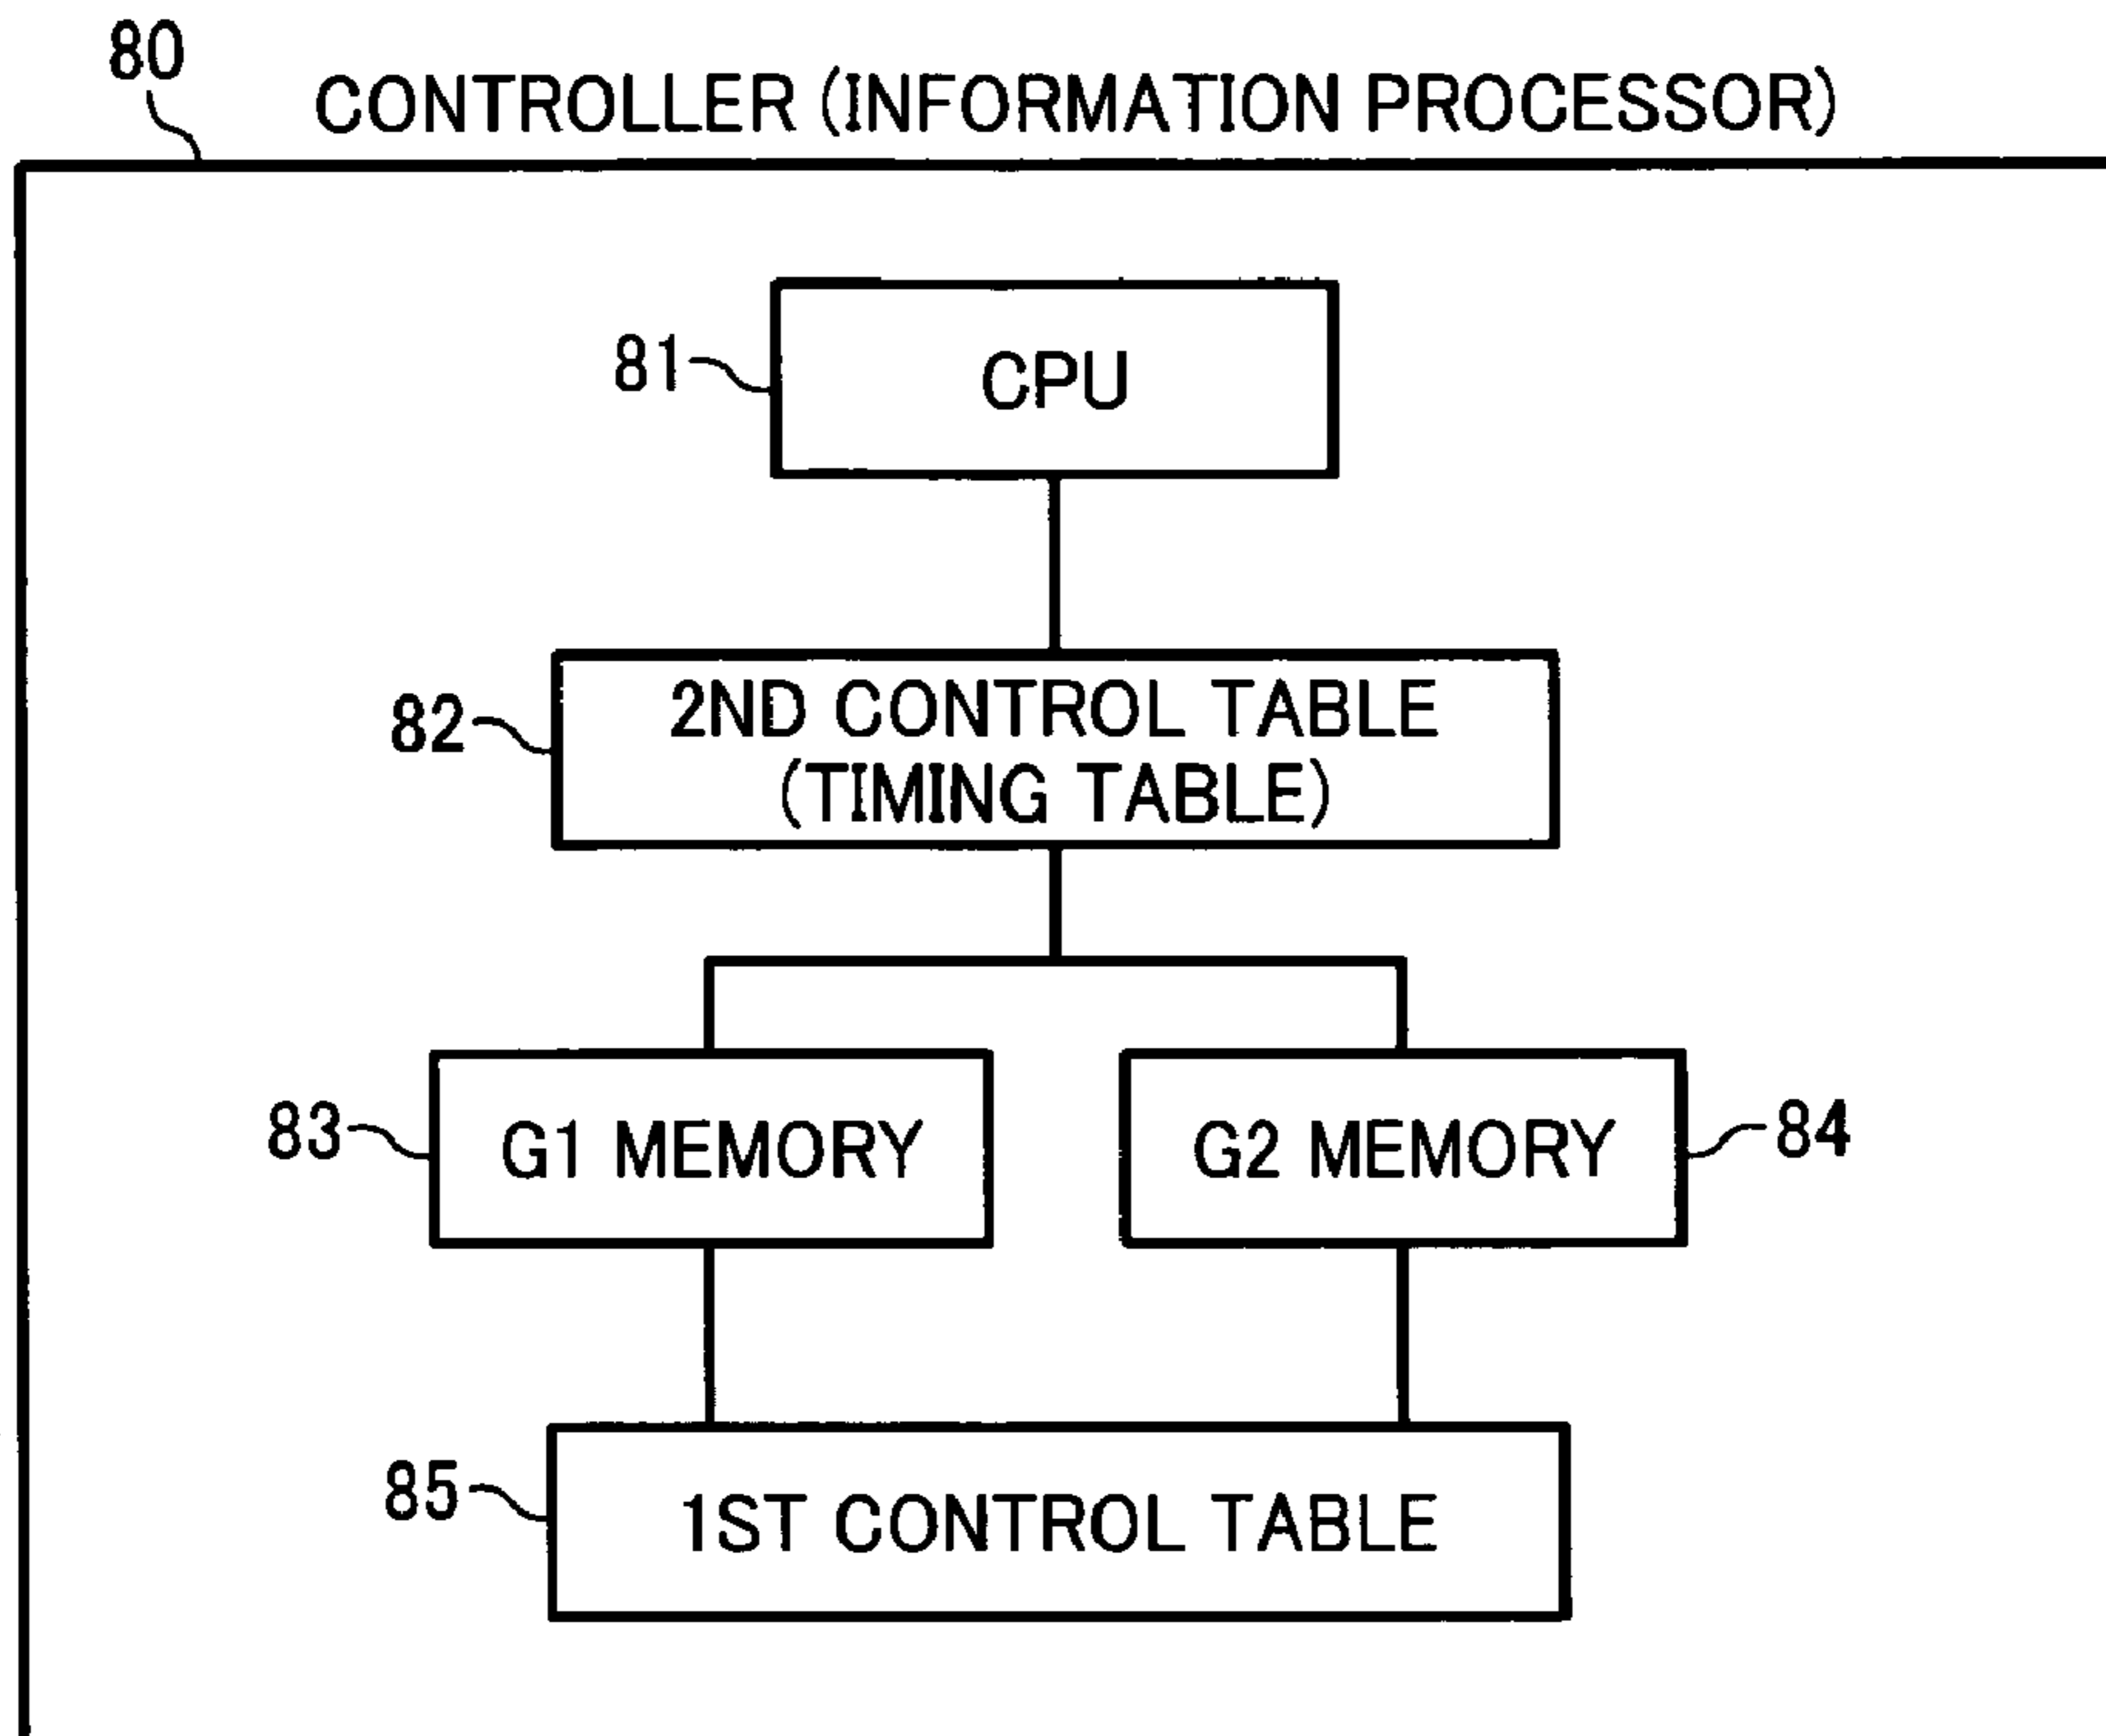 80
CONTROLLER (INFORMATION PROCESSOR)
81
CPU
82
2ND CONTROL TABLE
(TIMING TABLE)
83
G1 MEMORY
G2 MEMORY
84
85
1ST CONTROL TABLE